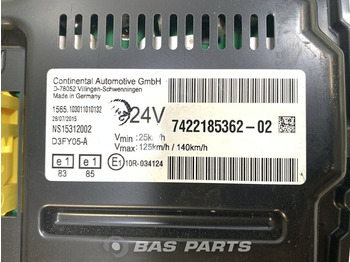 Continental Automotive GmbH
D-78052 Villingen-Schwenningen
Made in Germany
1565.103011010132
28/07/2015
NS15312002
D3FY05-A
24V
7422185362-02
Vmin :25km/h
Vmax: 125km/h / 140km/h
e1 e1 E1 10R-034124
83 85
BAS PARTS